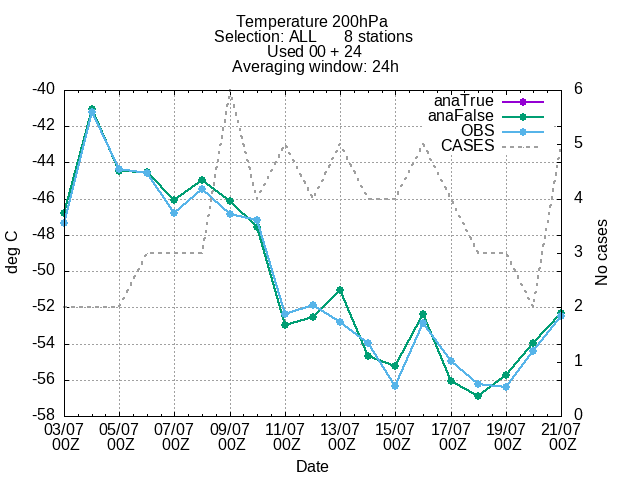 Temperature 200hPa
Selection: ALL 8 stations
Used 00 + 24
Averaging window: 24h
anaTrue
anaFalse
OBS
CASES
-40
-42
-44
-46
-48
-50
-52
-54
-56
-58
6
5
4
3
2
1
0
deg C
No cases
03/07 05/07 07/07 09/07 11/07 13/07 15/07 17/07 19/07 21/07
00Z 00Z 00Z 00Z 00Z 00Z 00Z 00Z 00Z 00Z
Date